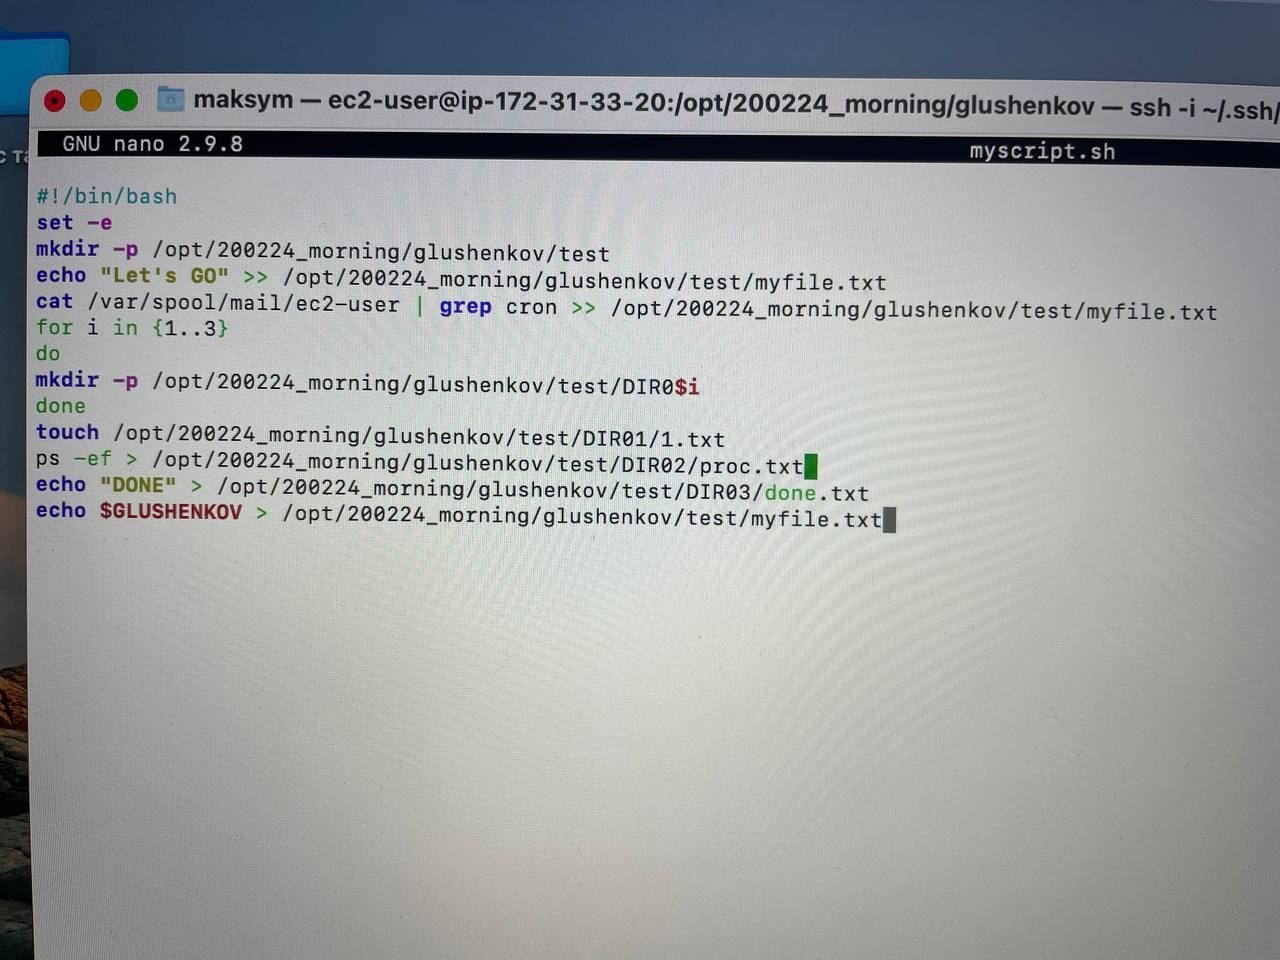 maksym — ec2-user@ip-172-31-33-20:/opt/200224_morning/glushenkov — ssh -i ~/.ssh/
GNU nano 2.9.8 myscript.sh
#!/bin/bash
set -e
mkdir -p /opt/200224_morning/glushenkov/test
echo "Let's GO" >> /opt/200224_morning/glushenkov/test/myfile.txt
cat /var/spool/mail/ec2-user | grep cron >> /opt/200224_morning/glushenkov/test/myfile.txt
for i in {1..3}
do
mkdir -p /opt/200224_morning/glushenkov/test/DIR0$i
done
touch /opt/200224_morning/glushenkov/test/DIR01/1.txt
ps -ef > /opt/200224_morning/glushenkov/test/DIR02/proc.txt
echo "DONE" > /opt/200224_morning/glushenkov/test/DIR03/done.txt
echo $GLUSHENKOV > /opt/200224_morning/glushenkov/test/myfile.txt